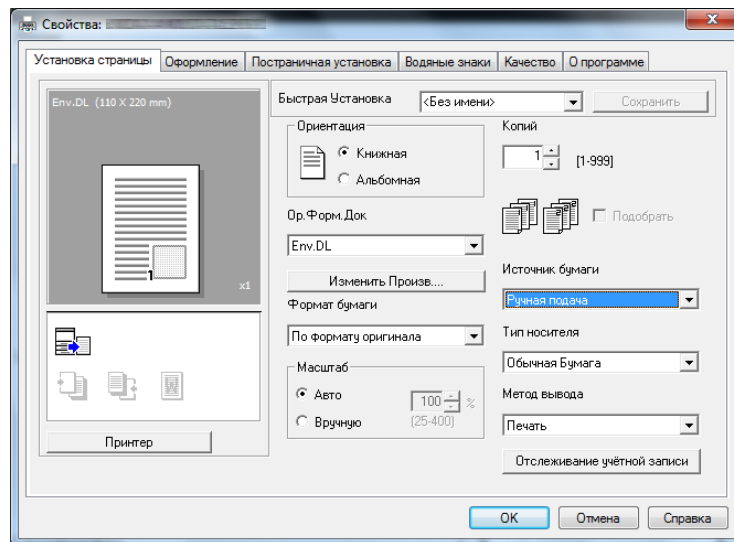 Свойства:
Установка страницы Оформление Постраничная установка Водяные знаки Качество О программе
Env.DL (110 X 220 mm)
1
x1
Принтер
Быстрая Установка <Без имени> Сохранить
Ориентация
Книжная
Альбомная
Ор.Форм.Док
Env.DL
Изменить Произв....
Формат бумаги
По формату оригинала
Масштаб
Авто
Вручную
100 %
(25-400)
Копий
1 [1-999]
Подобрать
Источник бумаги
Ручная подача
Тип носителя
Обычная Бумага
Метод вывода
Печать
Отслеживание учётной записи
OK Отмена Справка